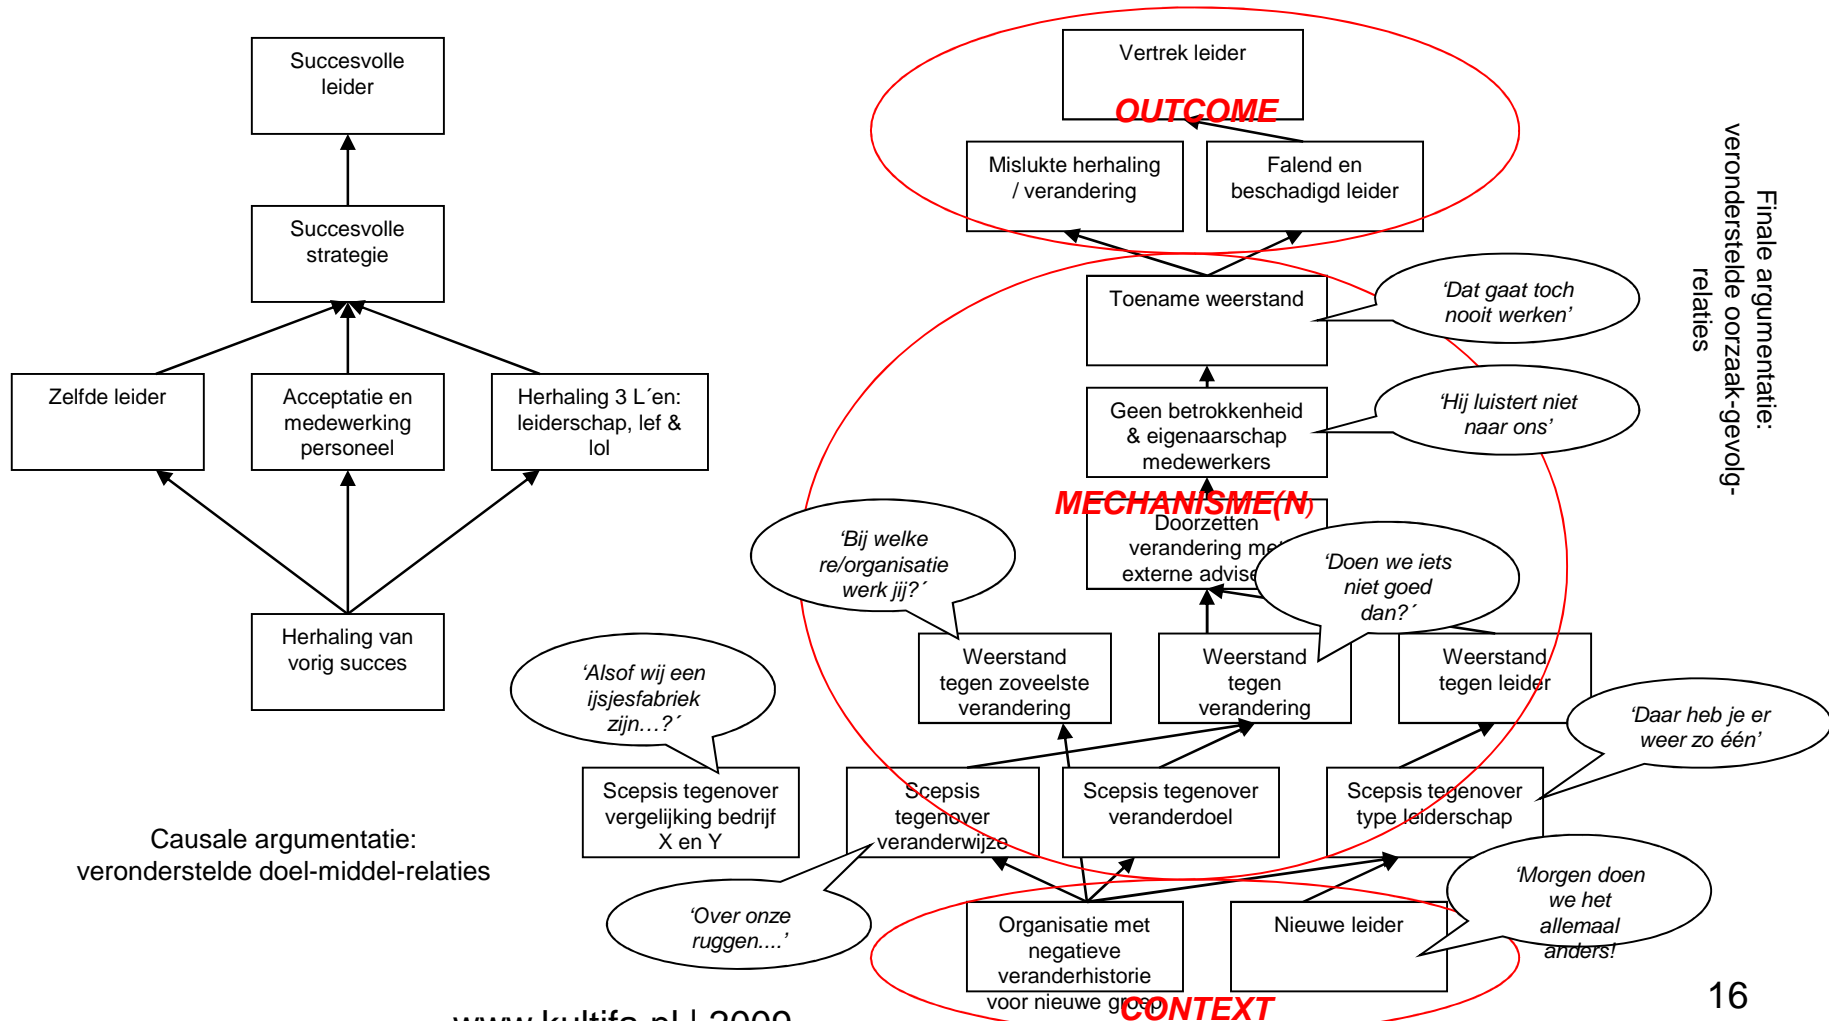 Succesvolle
leider
Succesvolle
strategie
Zelfde leider
Acceptatie en
medewerking
personeel
Herhaling 3 L´en:
leiderschap, lef &
lol
Herhaling van
vorig succes
Causale argumentatie:
veronderstelde doel-middel-relaties
Vertrek leider
OUTCOME
Mislukte herhaling
/ verandering
Falend en
beschadigd leider
Toename weerstand
‘Dat gaat toch
nooit werken’
Geen betrokkenheid
& eigenaarschap
medewerkers
‘Hij luistert niet
naar ons’
MECHANISME(N)
Doorzetten
verandering met
externe
‘Bij welke
re/organisatie
werk jij?´
‘Doen we iets
niet goed
dan?´
Weerstand
tegen zoveelste
verandering
Weerstand
tegen
verandering
Weerstand
tegen leider
‘Alsof wij een
ijsjesfabriek
zijn…?´
‘Daar heb je er
weer zo één’
Scepsis tegenover
vergelijking bedrijf
X en Y
Scepsis
tegenover
veranderwijze
Scepsis tegenover
veranderdoel
Scepsis tegenover
type leiderschap
‘Over onze
ruggen....’
Organisatie met
negatieve
veranderhistorie
voor nieuwe groep
Nieuwe leider
‘Morgen doen
we het
allemaal
anders!
CONTEXT
Finale argumentatie:
veronderstelde oorzaak-gevolg-
relaties
www.kultifa.nl | 2009
16